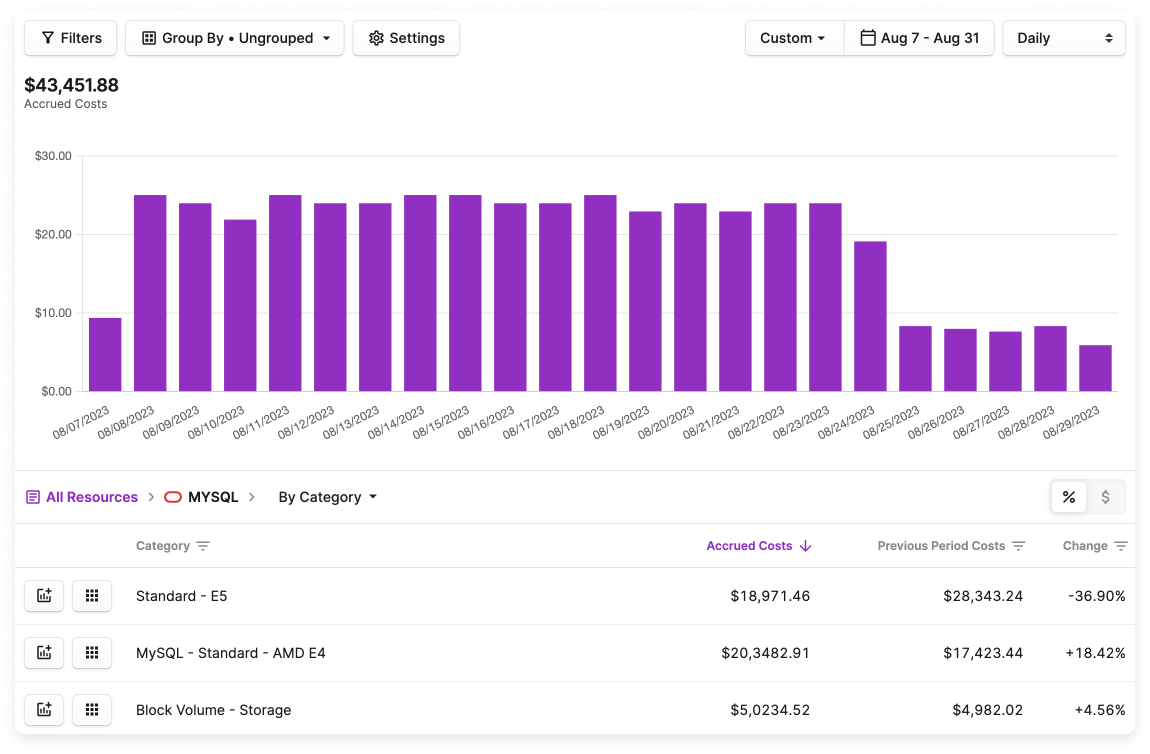 Filters
Group By • Ungrouped
Settings
Custom
Aug 7 - Aug 31
Daily
$43,451.88
Accrued Costs
$30.00
$20.00
$10.00
$0.00
08/07/2023
08/08/2023
08/09/2023
08/10/2023
08/11/2023
08/12/2023
08/13/2023
08/14/2023
08/15/2023
08/16/2023
08/17/2023
08/18/2023
08/19/2023
08/20/2023
08/21/2023
08/22/2023
08/23/2023
08/24/2023
08/25/2023
08/26/2023
08/27/2023
08/28/2023
08/29/2023
All Resources > MYSQL > By Category
% $
Category Accrued Costs Previous Period Costs Change
Standard - E5 $18,971.46 $28,343.24 -36.90%
MySQL - Standard - AMD E4 $20,3482.91 $17,423.44 +18.42%
Block Volume - Storage $5,0234.52 $4,982.02 +4.56%